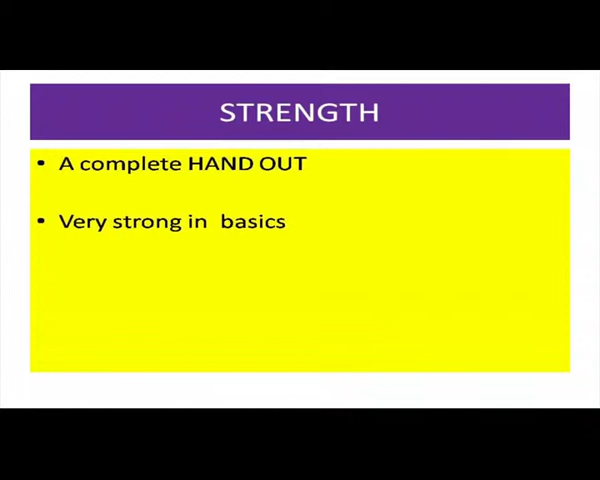 STRENGTH
• A complete HAND OUT
• Very strong in  basics